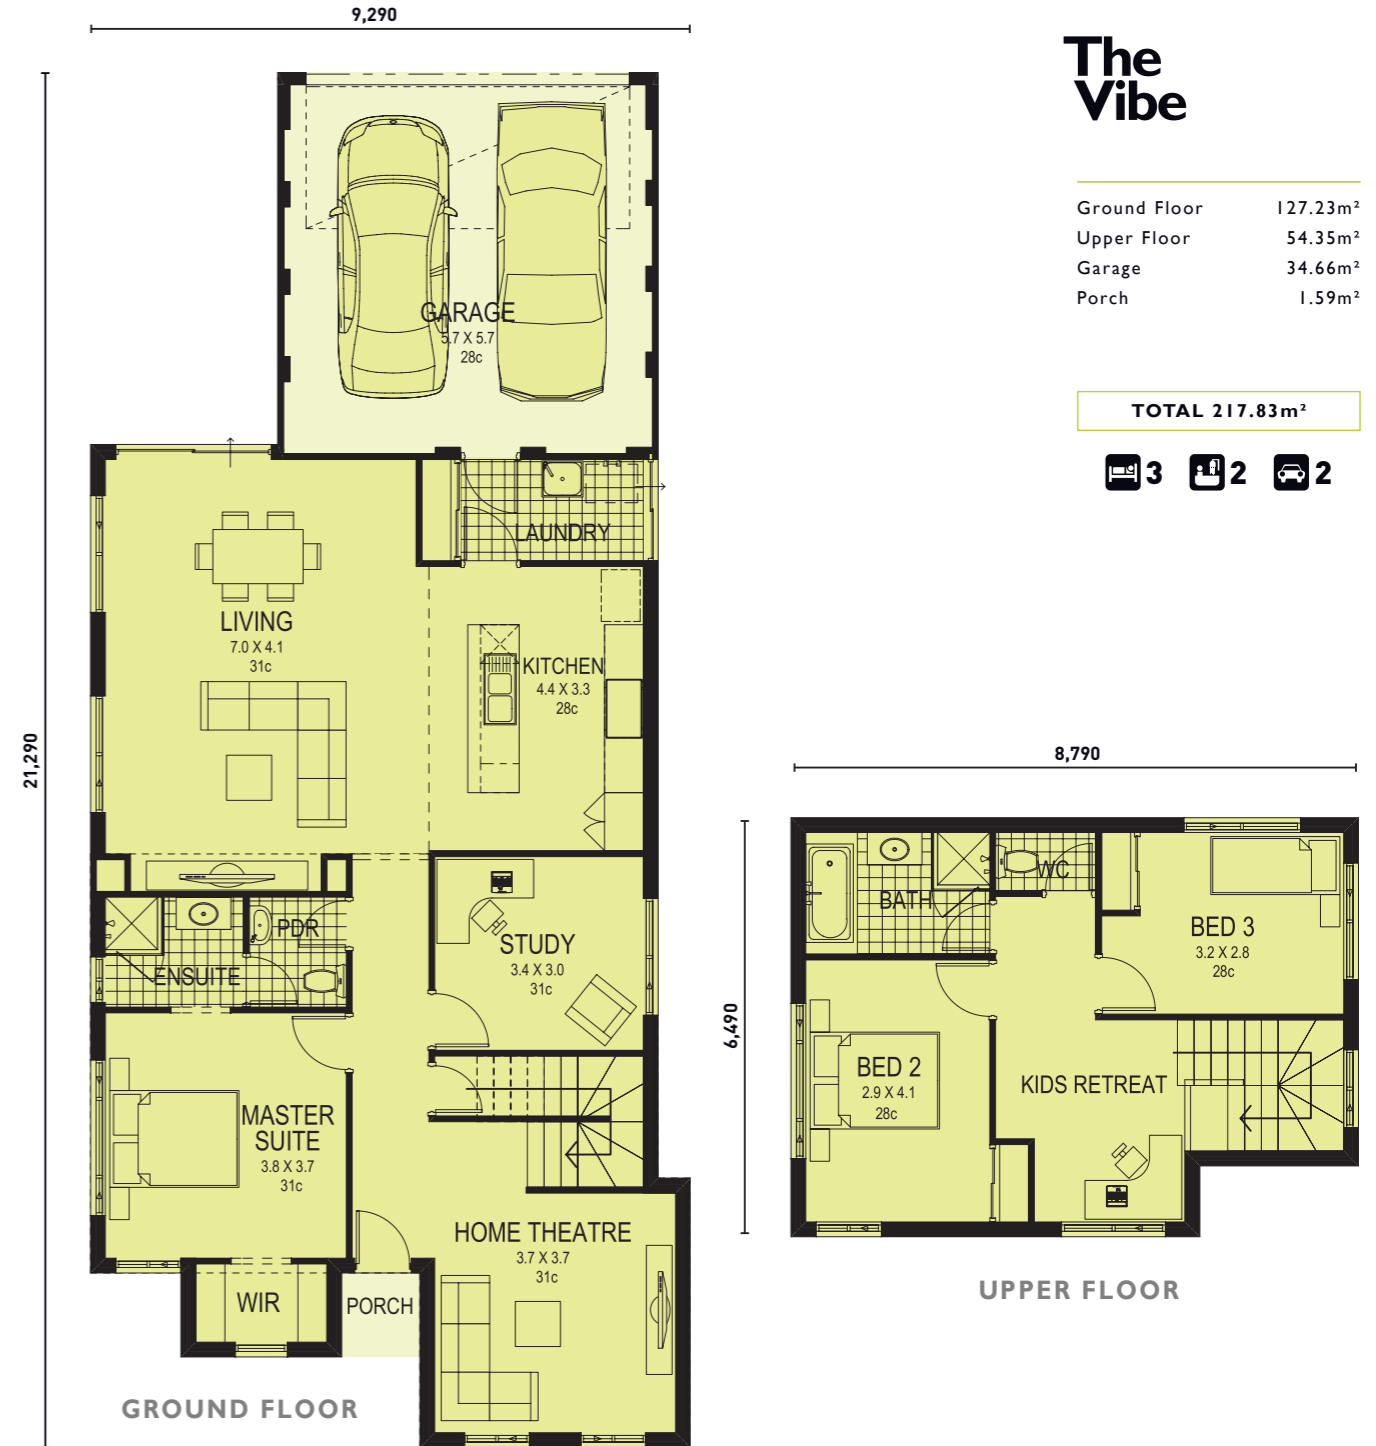 9,290
The
Vibe
Ground Floor 127.23m²
Upper Floor 54.35m²
Garage 34.66m²
Porch 1.59m²
TOTAL 217.83m²
3 2 2
21,290
GARAGE
5.7 X 5.7
28c
LAUNDRY
LIVING
7.0 X 4.1
31c
KITCHEN
4.4 X 3.3
28c
PDR
ENSUITE
STUDY
3.4 X 3.0
31c
MASTER
SUITE
3.8 X 3.7
31c
HOME THEATRE
3.7 X 3.7
31c
WIR
PORCH
GROUND FLOOR
8,790
6,490
WC
BATH
BED 3
3.2 X 2.8
28c
BED 2
2.9 X 4.1
28c
KIDS RETREAT
UPPER FLOOR